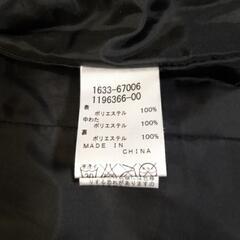 1633-67006
1196366-00
表
ポリエステル 100%
中わた
ポリエステル 100%
裏
ポリエステル 100%
MADE IN
CHINA